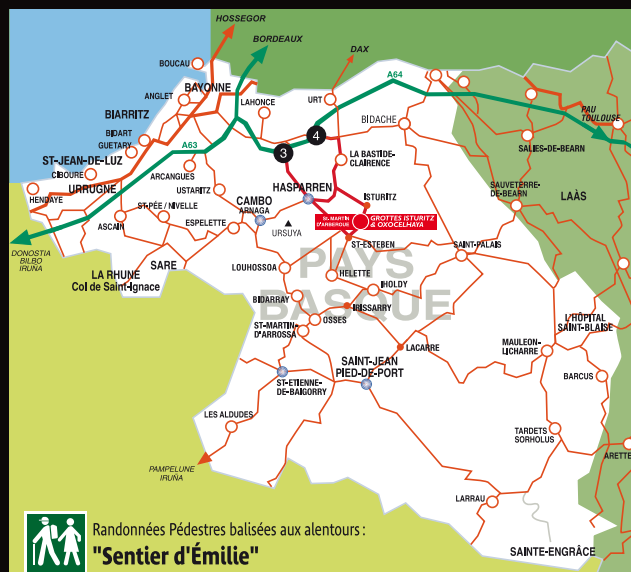 HOSSEGOR
BORDEAUX
DAX
BOUCAU
A64
BAYONNE
ANGLET
LAHONCE
URT
BIDACHE
PAU
TOULOUSE
BIARRITZ
BIDART
GUETARY
A63
4
3
SALIES-DE-BEARN
ST-JEAN-DE-LUZ
CIBOURE
ARCANGUES
LA BASTIDE-
CLAIRENCE
URRUGNE
HENDAYE
USTARITZ
HASPARREN
ISTURITZ
SAUVETERRE-
DE-BEARN
LAÀS
CAMBO
ARNAGA
ST-PÉE / NIVELLE
ASCAIN
ESPELETTE
URSUYA
ST-MARTIN
D'ARBEROUE
GROTTES ISTURITZ
& OXOCELHAYA
ST-ESTEBEN
SAINT-PALAIS
DONOSTIA
BILBO
IRUÑA
SARE
LA RHUNE
Col de Saint-Ignace
LOUHOSSOA
PAYS
BASQUE
HELETTE
IHOLDY
BIDARRAY
IRISSARRY
OSSES
ST-MARTIN-
D'ARROSSA
L'HÔPITAL
SAINT-BLAISE
LACARRE
MAULEON-
LICHARRE
SAINT-JEAN
PIED-DE-PORT
ST-ETIENNE-
DE-BAIGORRY
BARCUS
LES ALDUDES
TARDETS
SORHOLUS
ARETTE
PAMPELUNE
IRUÑA
LARRAU
SAINTE-ENGRÂCE
Randonnées Pédestres balisées aux alentours :
"Sentier d'Émilie"